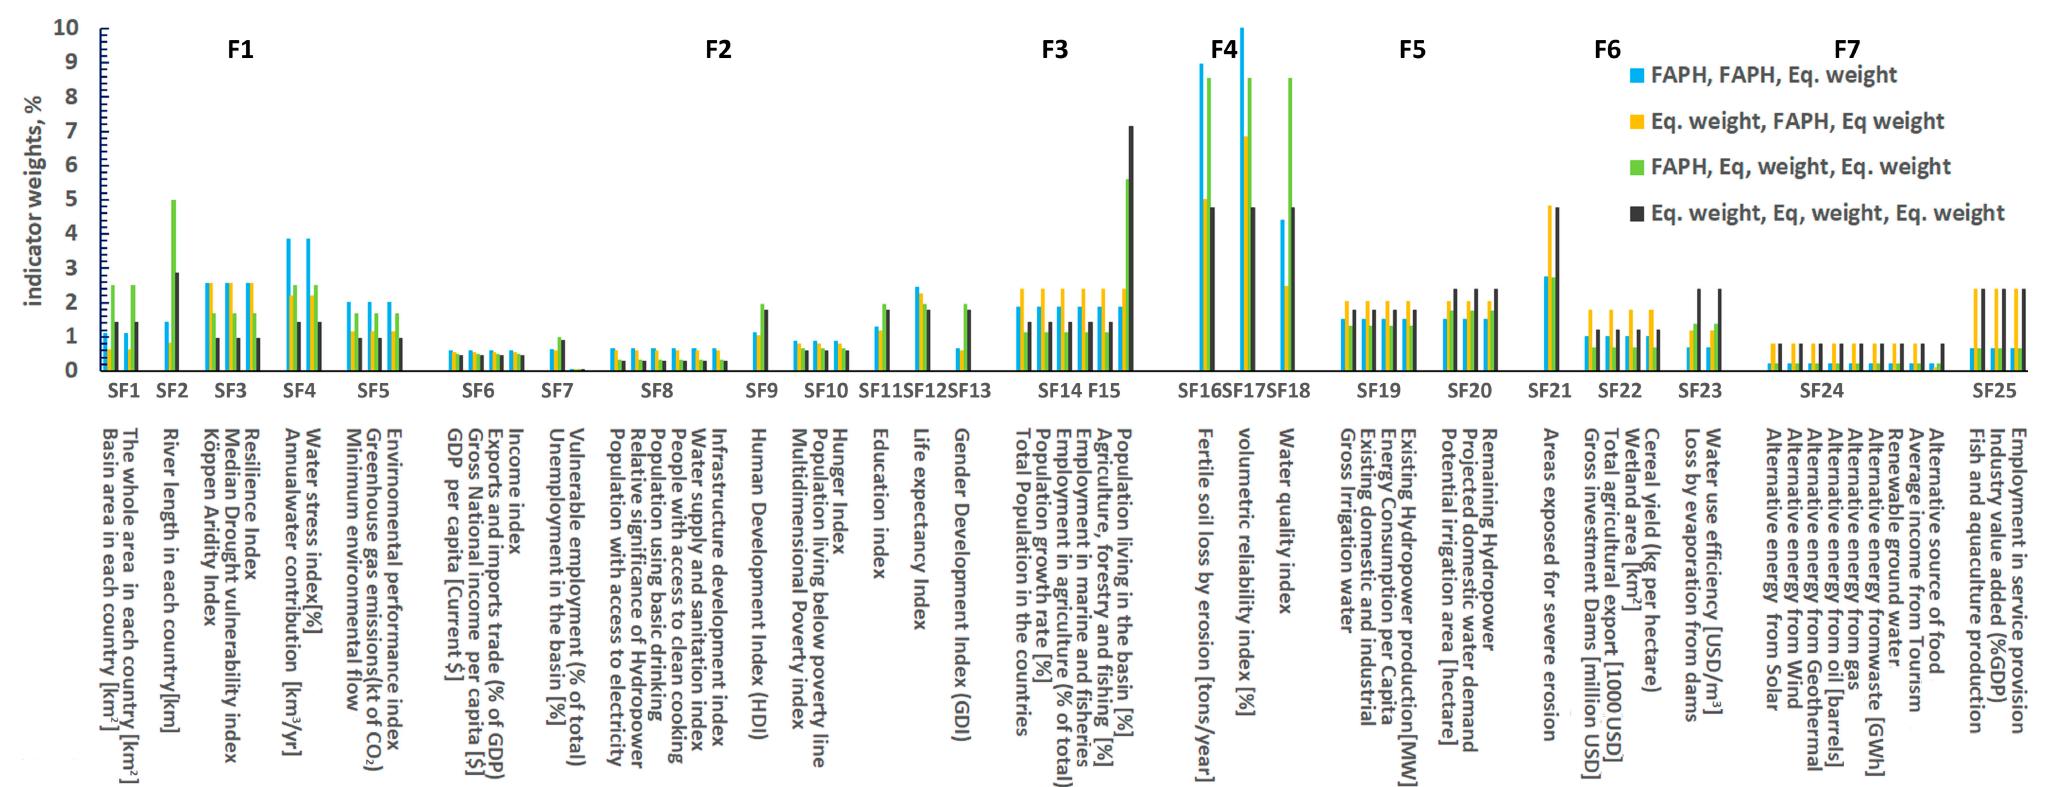 10
9
8
7
6
5
4
3
2
1
0
indicator weights, %
F1
F2
F3
F4
F5
F6
F7
FAPH, FAPH, Eq. weight
Eq. weight, FAPH, Eq weight
FAPH, Eq, weight, Eq. weight
Eq. weight, Eq, weight, Eq. weight
SF1
SF2
SF3
SF4
SF5
SF6
SF7
SF8
SF9
SF10
SF11
SF12
SF13
SF14
F15
SF16
SF17
SF18
SF19
SF20
SF21
SF22
SF23
SF24
SF25
Basin area in each country [km²]
The whole area in each country [km²]
River length in each country[km]
Köppen Aridity Index
Median Drought vulnerability index
Resilience Index
Annualwater contribution [km³/yr]
Water stress index[%]
Minimum environmental flow
Greenhouse gas emissions(kt of CO₂)
Envirnomental performance index
GDP per capita [Current $]
Gross National income per capita [$]
Exports and imports trade (% of GDP)
Income index
Unemployment in the basin [%]
Vulnerable employment (% of total)
Population with access to electricity
Relative significance of Hydropower
Population using basic drinking
People with access to clean cooking
Water supply and sanitation index
Infrastructure development index
Human Development Index (HDI)
Multidimensional Poverty index
Population living below poverty line
Hunger Index
Education index
Life expectancy Index
Gender Development Index (GDI)
Total Population in the countries
Population growth rate [%]
Employment in agriculture (% of total)
Employment in marine and fisheries
Agriculture, forestry and fishing [%]
Population living in the basin [%]
Fertile soil loss by erosion [tons/year]
volumetric reliability index [%]
Water quality index
Gross Irrigation water
Existing domestic and industrial
Energy Consumption per Capita
Existing Hydropower production[MW]
Potential irrigation area [hectare]
Projected domestic water demand
Remaining Hydropower
Areas exposed for severe erosion
Gross investment Dams [million USD]
Total agricultural export [1000 USD]
Wetland area [km²]
Cereal yield (kg per hectare)
Loss by evaporation from dams
Water use efficiency [USD/m³]
Alternative energy from Solar
Alternative energy from Wind
Alternative energy from Geothermal
Alternative energy from oil [barrels]
Alternative energy from gas
Alternative energy fromwaste [GWh]
Renewable ground water.
Average income from Tourism
Alternative source of food
Fish and aquaculture production
Industry value added (%GDP)
Employment in service provision